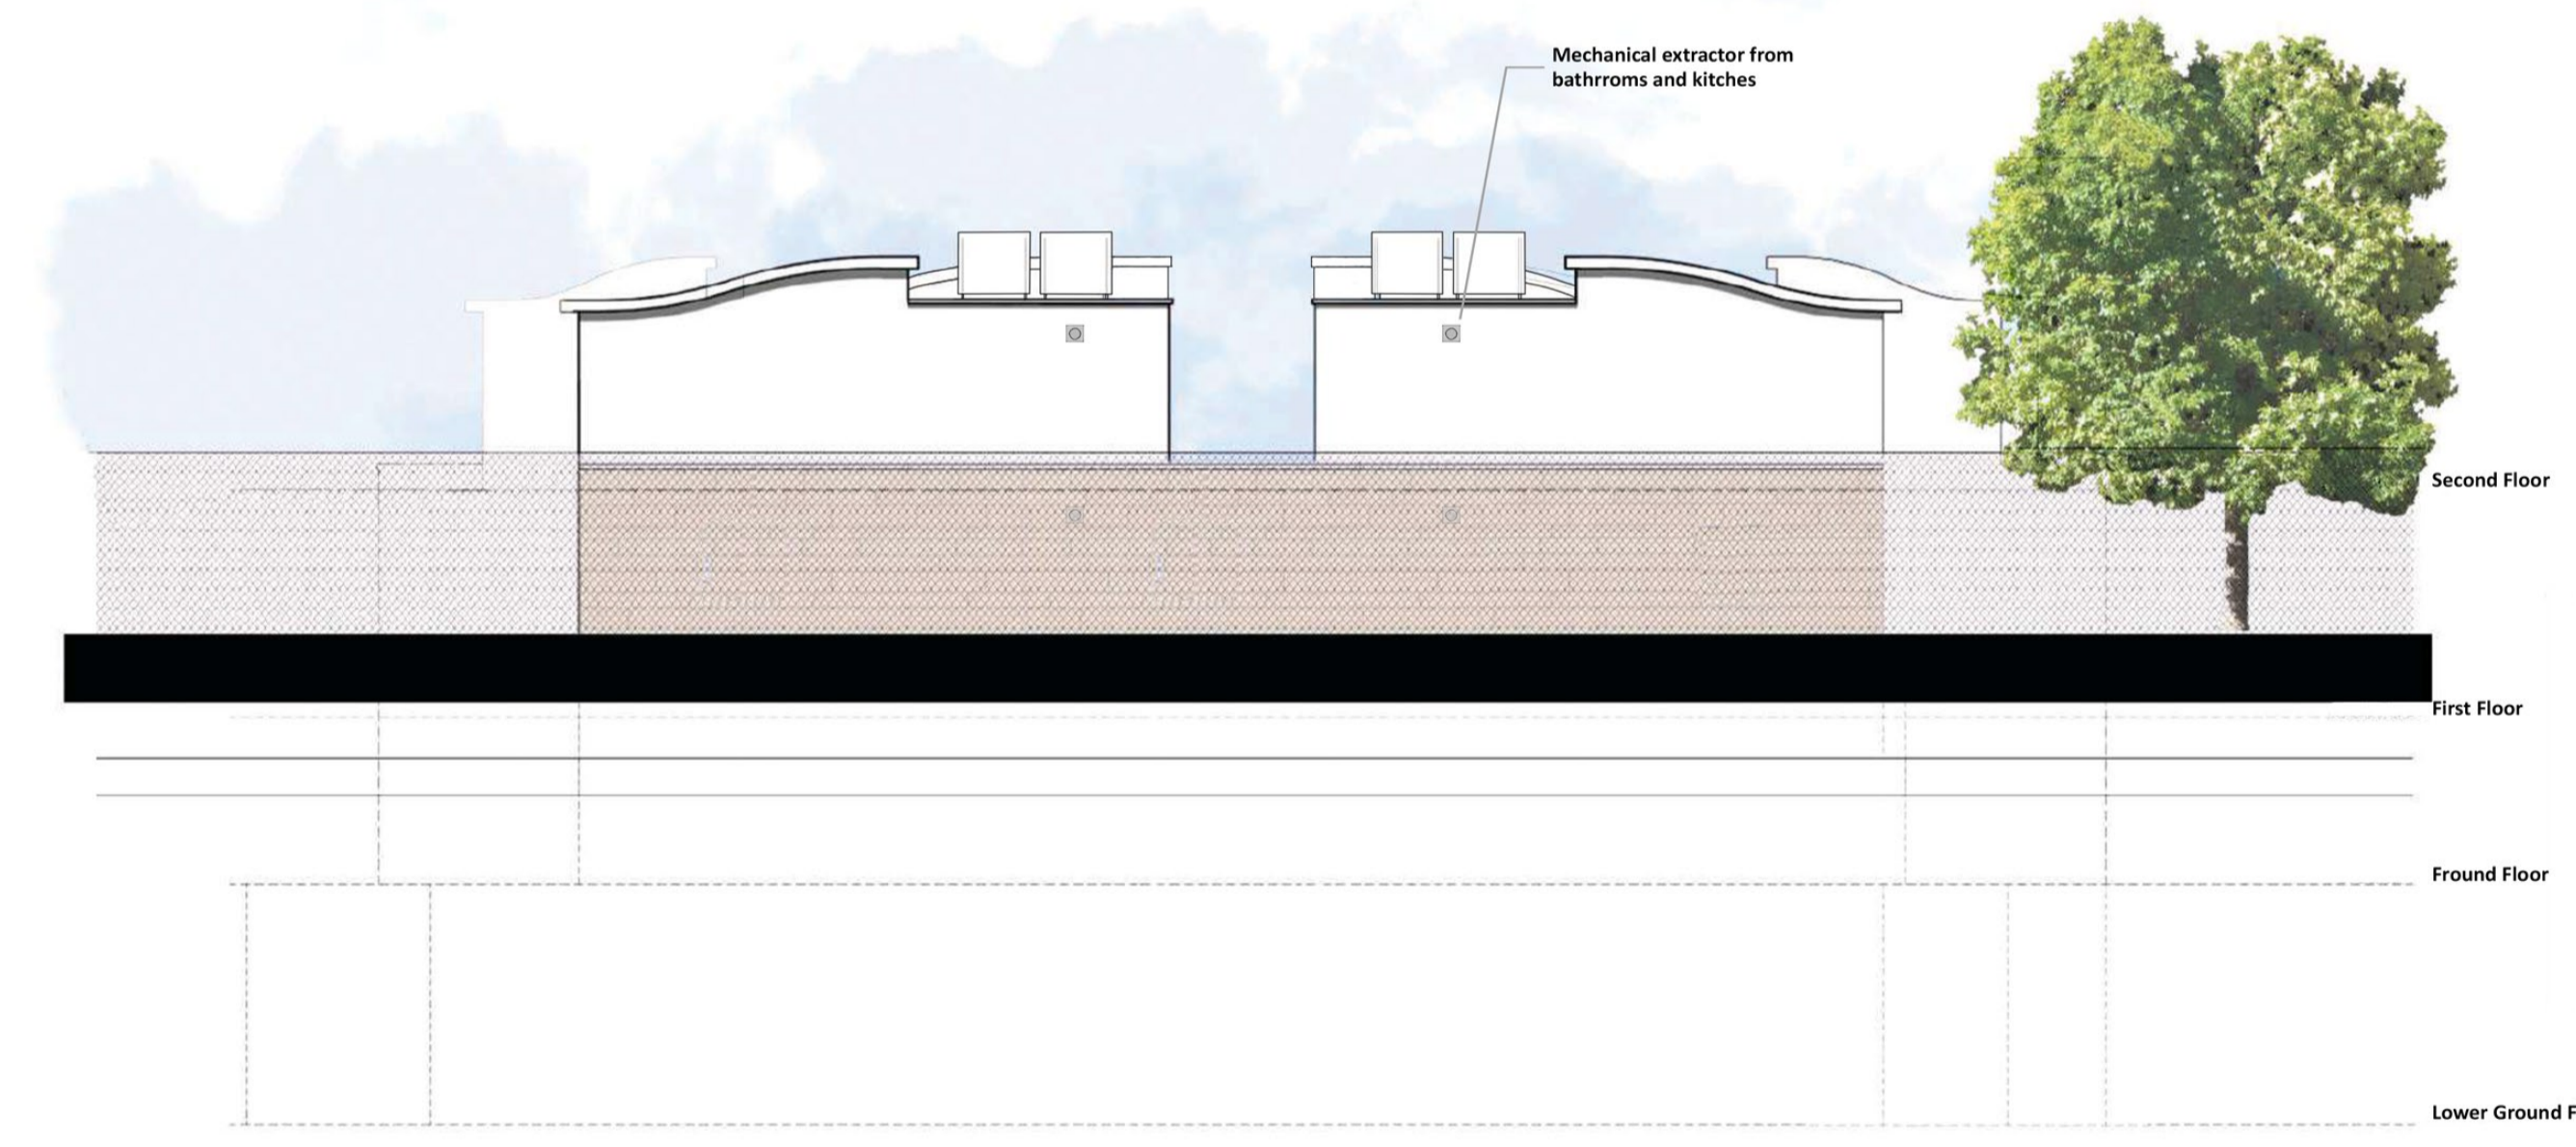 Mechanical extractor from
bathrroms and kitches
Second Floor
First Floor
Fround Floor
Lower Ground F